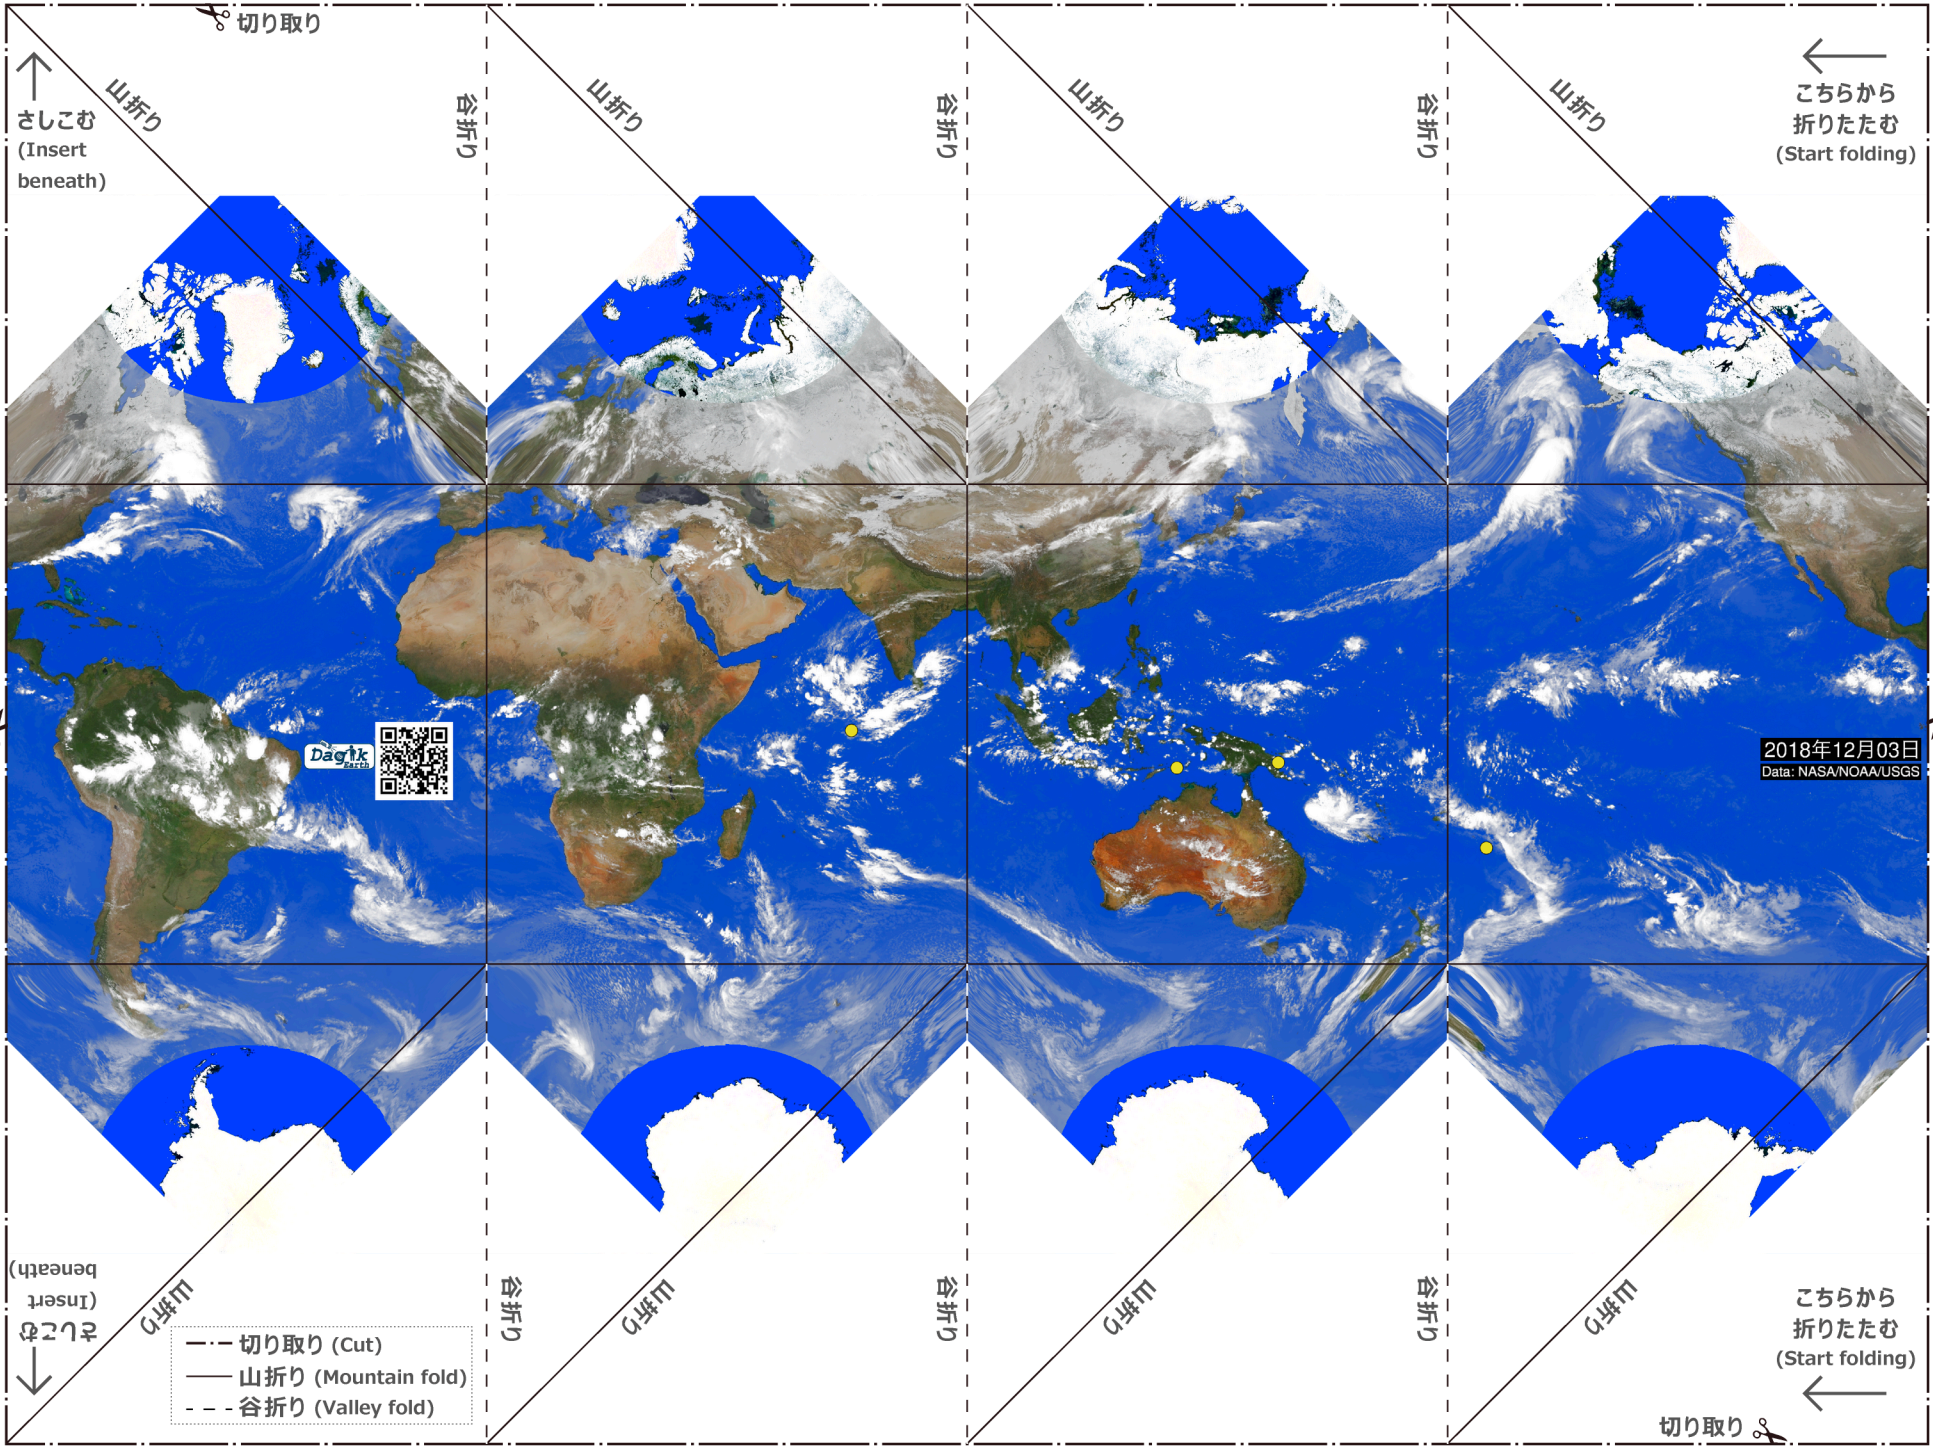 切り取り
山折り
谷折り
山折り
谷折り
山折り
谷折り
山折り
さしこむ
(Insert
beneath)
こちらから
折りたたむ
(Start folding)
Dagik
Earth
2018年12月03日
Data: NASA/NOAA/USGS
さしこむ
(Insert
beneath)
山折り
谷折り
山折り
谷折り
山折り
谷折り
山折り
こちらから
折りたたむ
(Start folding)
切り取り (Cut)
山折り (Mountain fold)
谷折り (Valley fold)
切り取り